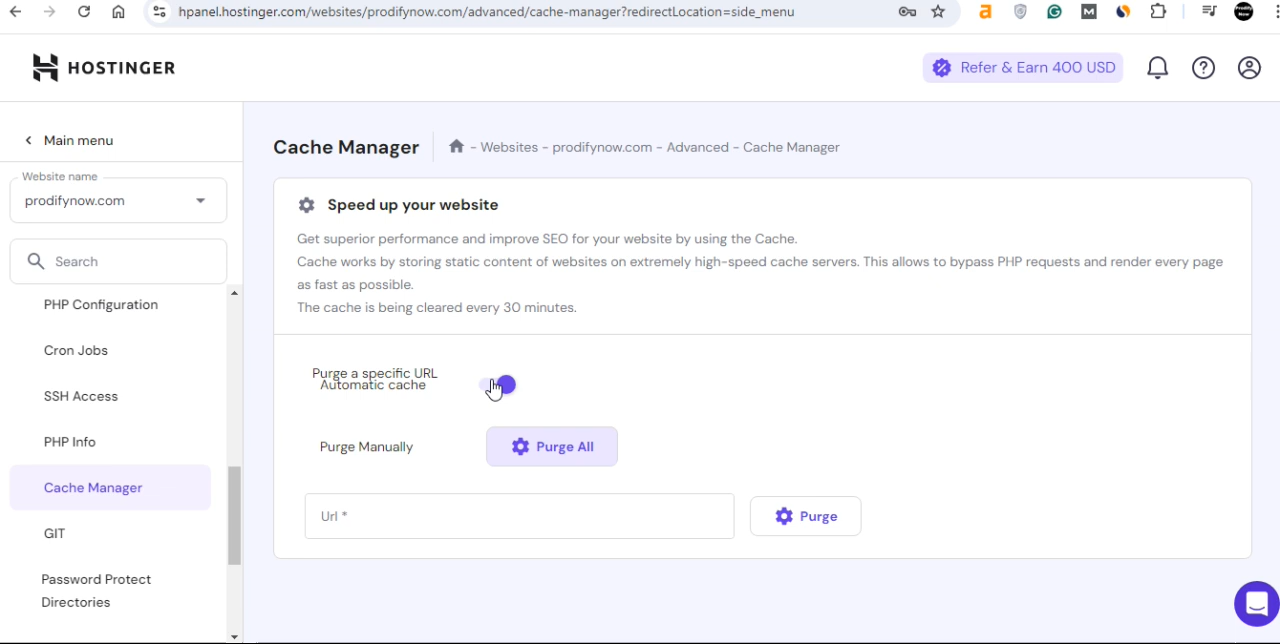 hpanel.hostinger.com/websites/prodifynow.com/advanced/cache-manager?redirectLocation=side_menu
HOSTINGER
Refer & Earn 400 USD
Main menu
Website name
prodifynow.com
Search
PHP Configuration
Cron Jobs
SSH Access
PHP Info
Cache Manager
GIT
Password Protect
Directories
Cache Manager
- Websites - prodifynow.com - Advanced - Cache Manager
Speed up your website
Get superior performance and improve SEO for your website by using the Cache.
Cache works by storing static content of websites on extremely high-speed cache servers. This allows to bypass PHP requests and render every page
as fast as possible.
The cache is being cleared every 30 minutes.
Purge a specific URL
Automatic cache
Purge Manually
Purge All
Url *
Purge